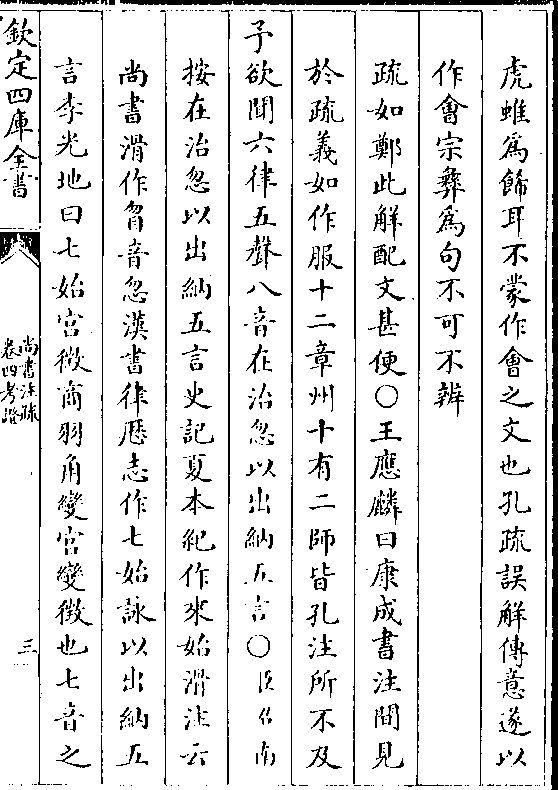 虎蜼為飾耳不蒙作會之文也孔疏誤解傳意遂以
作會宗彝為句不可不辨
疏如鄭此解配文甚便○王應麟曰康成書注間見
於疏義如作服十二章州十有二師皆孔注所不及
予欲聞六律五聲八音在治忽以出納五言○臣召南
按在治忽以出納五言史記夏本紀作來始滑注云
尚書滑作曶音忽漢書律厯志作七始詠以出納五
言李光地曰七始宮徵商羽角變宮變徵也七音之
欽定四庫全書
尚書注疏
卷四考證
三